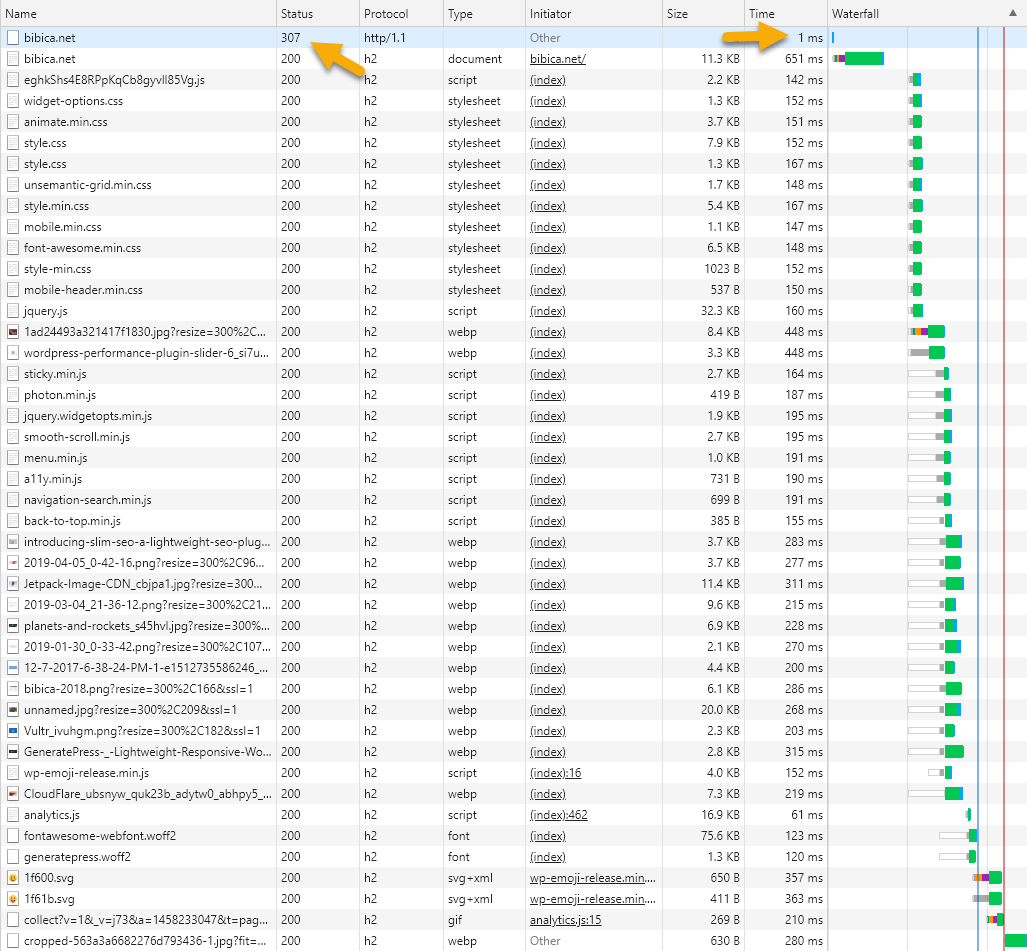 Name Status Protocol Type Initiator Size Time Waterfall
bibica.net 307 http/1.1 Other 1 ms
bibica.net 200 h2 document bibica.net/ 11.3 KB 651 ms
eghkShs4E8RPpKqCb8gyvll85Vg.js 200 h2 script (index) 2.2 KB 142 ms
widget-options.css 200 h2 stylesheet (index) 1.3 KB 152 ms
animate.min.css 200 h2 stylesheet (index) 3.7 KB 151 ms
style.css 200 h2 stylesheet (index) 7.9 KB 152 ms
style.css 200 h2 stylesheet (index) 1.3 KB 167 ms
unsemantic-grid.min.css 200 h2 stylesheet (index) 1.7 KB 148 ms
style.min.css 200 h2 stylesheet (index) 5.4 KB 167 ms
mobile.min.css 200 h2 stylesheet (index) 1.1 KB 147 ms
font-awesome.min.css 200 h2 stylesheet (index) 6.5 KB 148 ms
style-min.css 200 h2 stylesheet (index) 1023 B 152 ms
mobile-header.min.css 200 h2 stylesheet (index) 537 B 150 ms
jquery.js 200 h2 script (index) 32.3 KB 160 ms
1ad24493a321417f1830.jpg?resize=300%2C... 200 h2 webp (index) 8.4 KB 448 ms
wordpress-performance-plugin-slider-6_si7u... 200 h2 webp (index) 3.3 KB 448 ms
sticky.min.js 200 h2 script (index) 2.7 KB 164 ms
photon.min.js 200 h2 script (index) 419 B 187 ms
jquery.widgetopts.min.js 200 h2 script (index) 1.9 KB 195 ms
smooth-scroll.min.js 200 h2 script (index) 2.7 KB 195 ms
menu.min.js 200 h2 script (index) 1.0 KB 191 ms
a11y.min.js 200 h2 script (index) 731 B 190 ms
navigation-search.min.js 200 h2 script (index) 699 B 191 ms
back-to-top.min.js 200 h2 script (index) 385 B 155 ms
introducing-slim-seo-a-lightweight-seo-plug... 200 h2 webp (index) 3.7 KB 283 ms
2019-04-05_0-42-16.png?resize=300%2C96... 200 h2 webp (index) 3.7 KB 277 ms
Jetpack-Image-CDN_cbjpa1.jpg?resize=300... 200 h2 webp (index) 11.4 KB 311 ms
2019-03-04_21-36-12.png?resize=300%2C21... 200 h2 webp (index) 9.6 KB 215 ms
planets-and-rockets_s45hvl.jpg?resize=300%... 200 h2 webp (index) 6.9 KB 228 ms
2019-01-30_0-33-42.png?resize=300%2C107... 200 h2 webp (index) 2.1 KB 270 ms
12-7-2017-6-38-24-PM-1-e1512735586246_... 200 h2 webp (index) 4.4 KB 200 ms
bibica-2018.png?resize=300%2C166&ssl=1 200 h2 webp (index) 6.1 KB 286 ms
unnamed.jpg?resize=300%2C209&ssl=1 200 h2 webp (index) 20.0 KB 268 ms
Vultr_ivuhgm.png?resize=300%2C182&ssl=1 200 h2 webp (index) 2.3 KB 203 ms
GeneratePress-_-Lightweight-Responsive-Wo... 200 h2 webp (index) 2.8 KB 315 ms
wp-emoji-release.min.js 200 h2 script (index):16 4.0 KB 152 ms
CloudFlare_ubsnyw_quk23b_adytw0_abhpy5_... 200 h2 webp (index) 7.3 KB 219 ms
analytics.js 200 h2 script (index):462 16.9 KB 61 ms
fontawesome-webfont.woff2 200 h2 font (index) 75.6 KB 123 ms
generatepress.woff2 200 h2 font (index) 1.3 KB 120 ms
1f600.svg 200 h2 svg+xml wp-emoji-release.min.... 650 B 357 ms
1f61b.svg 200 h2 svg+xml wp-emoji-release.min.... 411 B 363 ms
collect?v=1&_v=j73&a=1458233047&t=pag... 200 h2 gif analytics.js:15 269 B 210 ms
cropped-563a3a6682276d793436-1.jpg?fit=... 200 h2 webp Other 630 B 280 ms